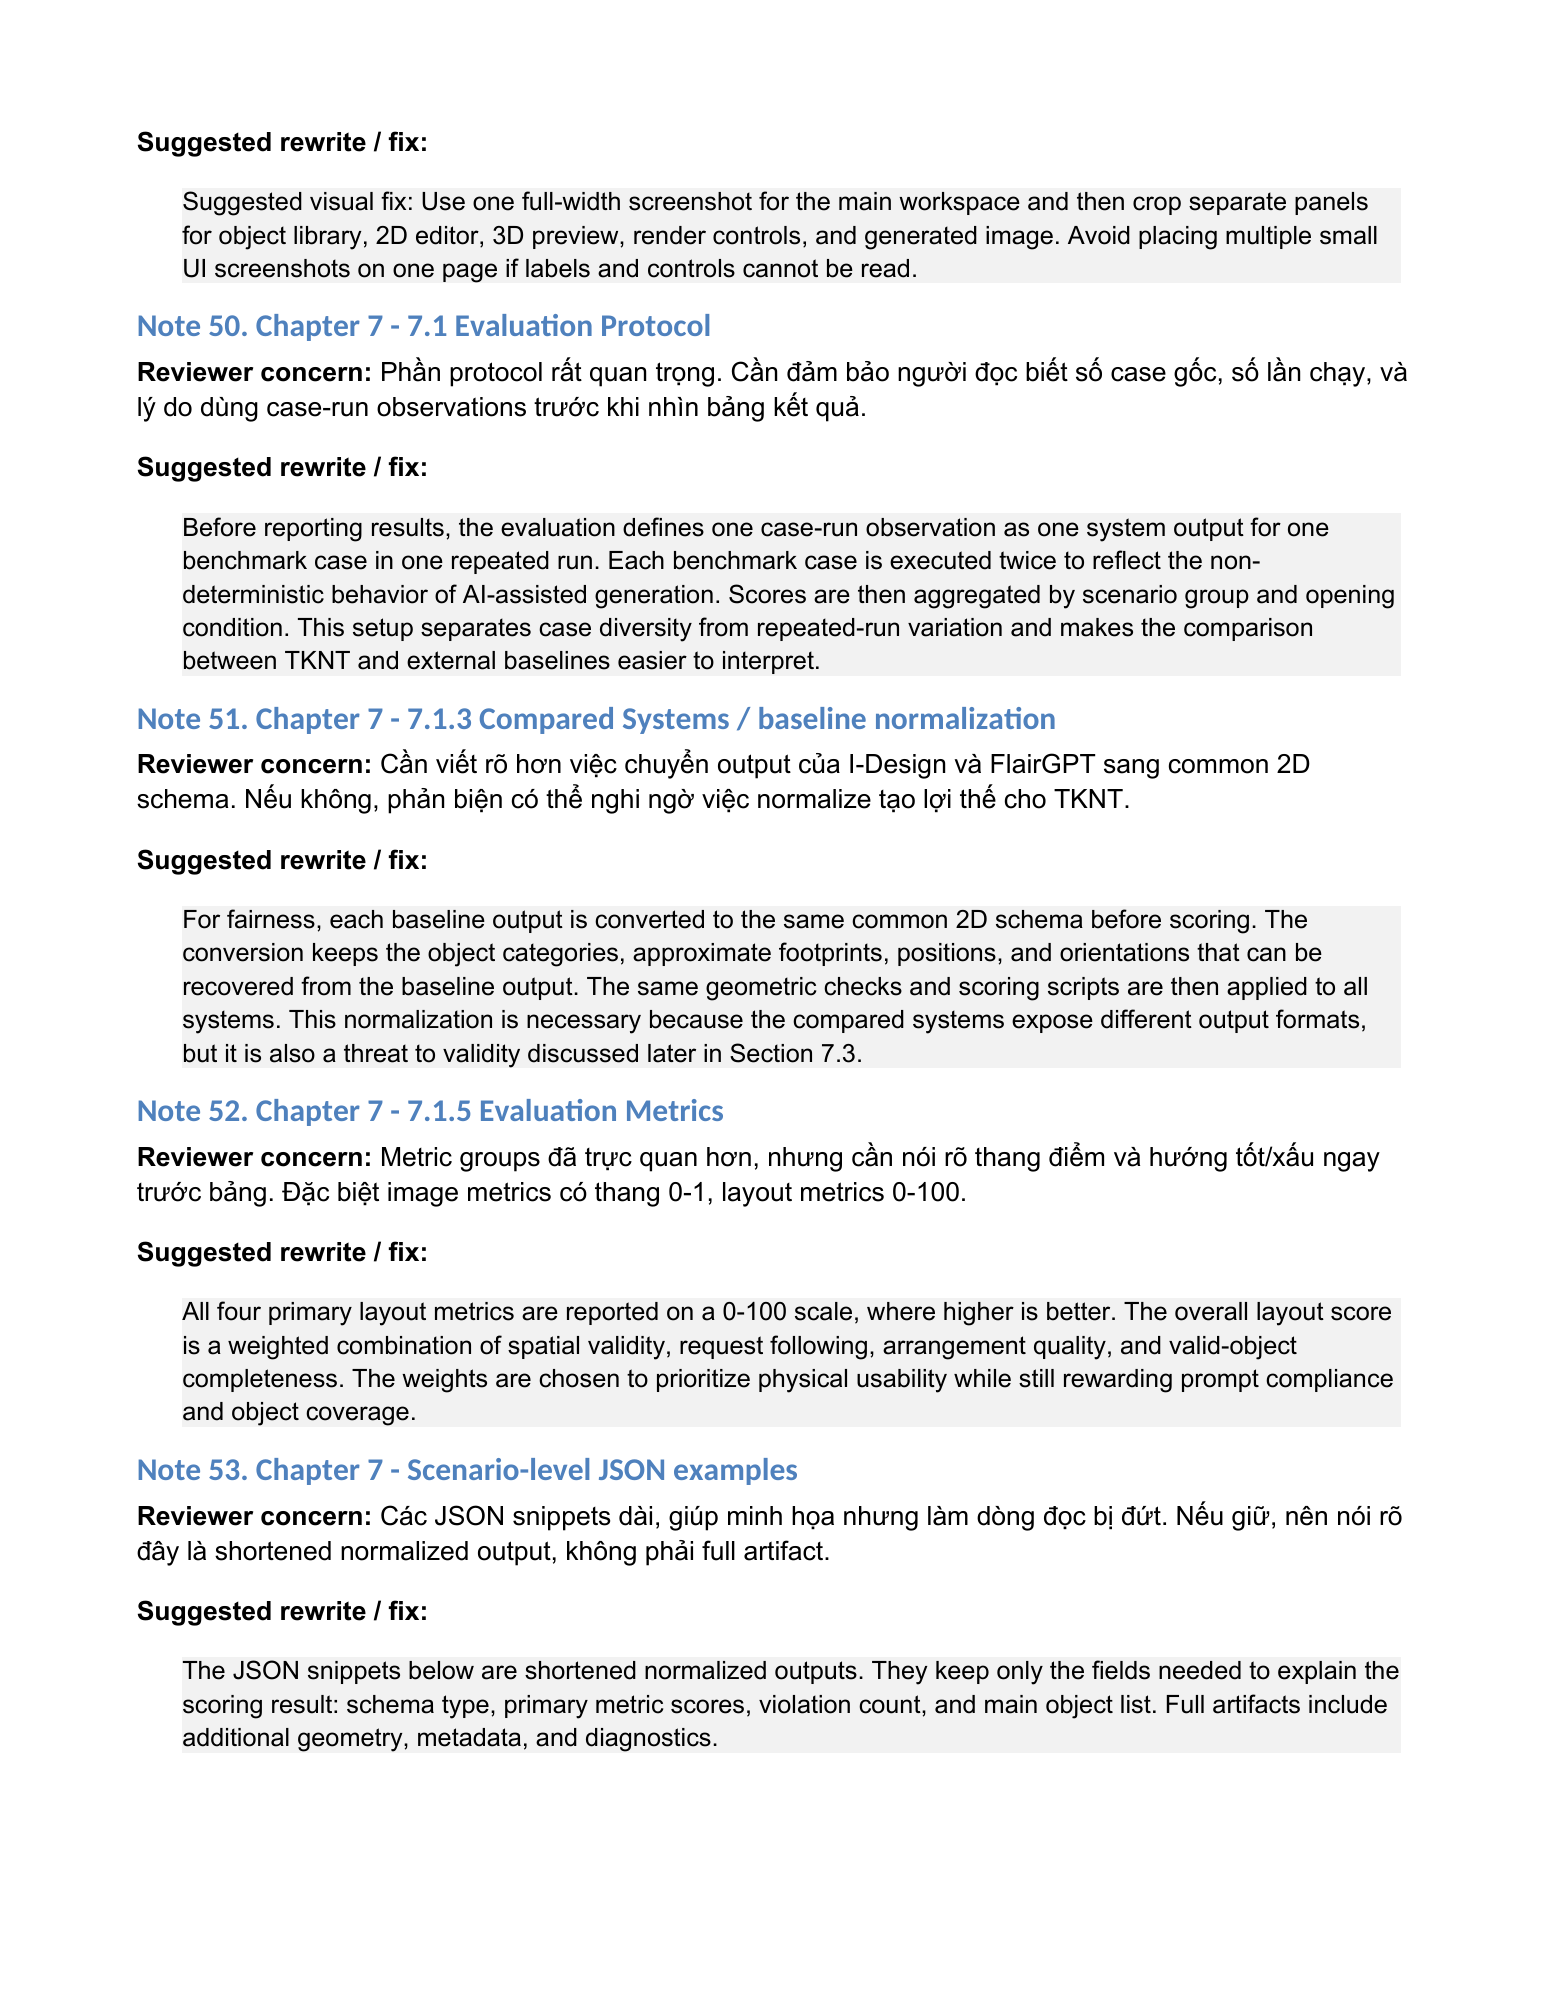 Suggested rewrite / fix:
Suggested visual fix: Use one full-width screenshot for the main workspace and then crop separate panels
for object library, 2D editor, 3D preview, render controls, and generated image. Avoid placing multiple small
UI screenshots on one page if labels and controls cannot be read.
Note 50. Chapter 7 - 7.1 Evaluation Protocol
Reviewer concern: Phần protocol rất quan trọng. Cần đảm bảo người đọc biết số case gốc, số lần chạy, và
lý do dùng case-run observations trước khi nhìn bảng kết quả.
Suggested rewrite / fix:
Before reporting results, the evaluation defines one case-run observation as one system output for one
benchmark case in one repeated run. Each benchmark case is executed twice to reflect the non-
deterministic behavior of AI-assisted generation. Scores are then aggregated by scenario group and opening
condition. This setup separates case diversity from repeated-run variation and makes the comparison
between TKNT and external baselines easier to interpret.
Note 51. Chapter 7 - 7.1.3 Compared Systems / baseline normalization
Reviewer concern: Cần viết rõ hơn việc chuyển output của I-Design và FlairGPT sang common 2D
schema. Nếu không, phản biện có thể nghi ngờ việc normalize tạo lợi thế cho TKNT.
Suggested rewrite / fix:
For fairness, each baseline output is converted to the same common 2D schema before scoring. The
conversion keeps the object categories, approximate footprints, positions, and orientations that can be
recovered from the baseline output. The same geometric checks and scoring scripts are then applied to all
systems. This normalization is necessary because the compared systems expose different output formats,
but it is also a threat to validity discussed later in Section 7.3.
Note 52. Chapter 7 - 7.1.5 Evaluation Metrics
Reviewer concern: Metric groups đã trực quan hơn, nhưng cần nói rõ thang điểm và hướng tốt/xấu ngay
trước bảng. Đặc biệt image metrics có thang 0-1, layout metrics 0-100.
Suggested rewrite / fix:
All four primary layout metrics are reported on a 0-100 scale, where higher is better. The overall layout score
is a weighted combination of spatial validity, request following, arrangement quality, and valid-object
completeness. The weights are chosen to prioritize physical usability while still rewarding prompt compliance
and object coverage.
Note 53. Chapter 7 - Scenario-level JSON examples
Reviewer concern: Các JSON snippets dài, giúp minh họa nhưng làm dòng đọc bị đứt. Nếu giữ, nên nói rõ
đây là shortened normalized output, không phải full artifact.
Suggested rewrite / fix:
The JSON snippets below are shortened normalized outputs. They keep only the fields needed to explain the
scoring result: schema type, primary metric scores, violation count, and main object list. Full artifacts include
additional geometry, metadata, and diagnostics.